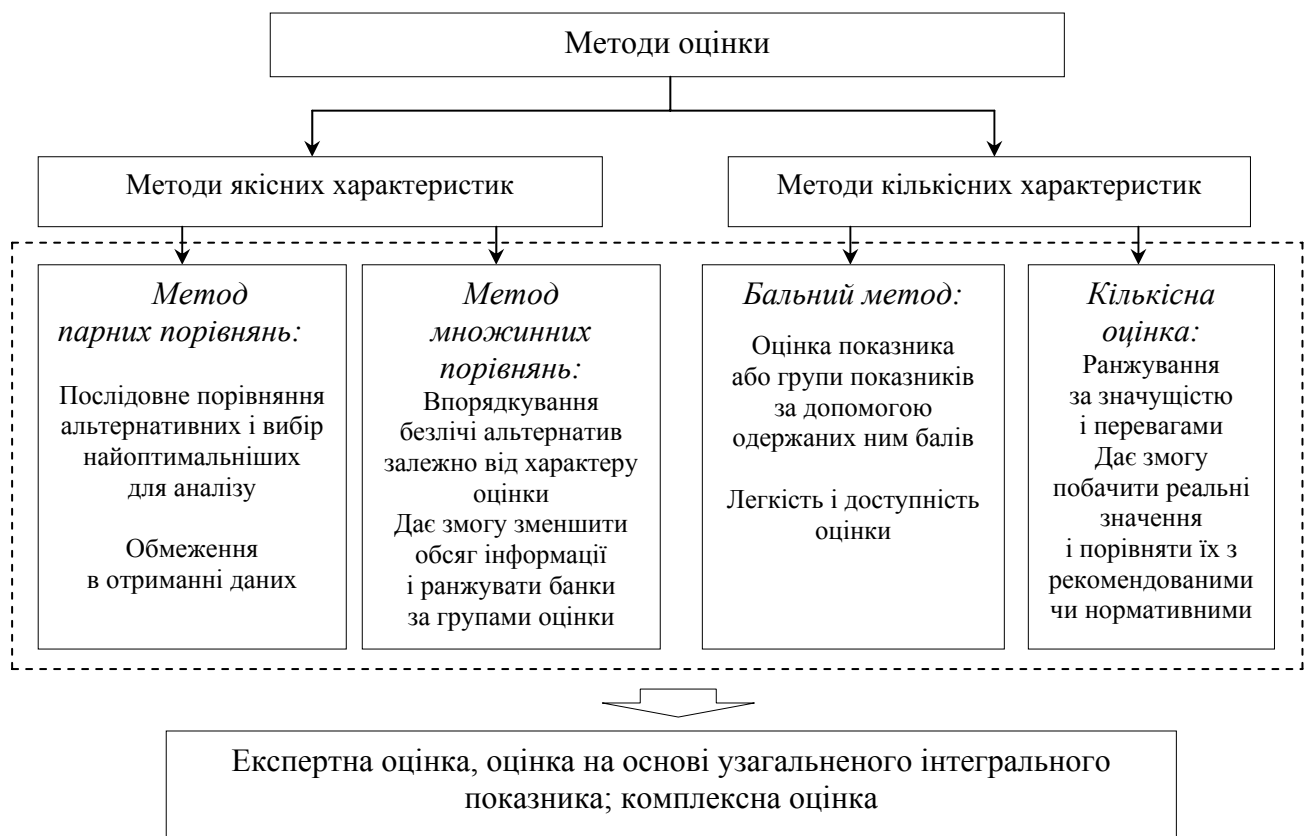 Методи оцінки
Методи якісних характеристик
Методи кількісних характеристик
Метод
парних порівнянь:
Послідовне порівняння
альтернативних і вибір
найоптимальніших
для аналізу
Обмеження
в отриманні даних
Метод
множинних
порівнянь:
Впорядкування
безлічі альтернатив
залежно від характеру
оцінки
Дає змогу зменшити
обсяг інформації
і ранжувати банки
за групами оцінки
Бальний метод:
Оцінка показника
або групи показників
за допомогою
одержаних ним балів
Легкість і доступність
оцінки
Кількісна
оцінка:
Ранжування
за значущістю
і перевагами
Дає змогу
побачити реальні
значення
і порівняти їх з
рекомендованими
чи нормативними
Експертна оцінка, оцінка на основі узагальненого інтегрального
показника; комплексна оцінка